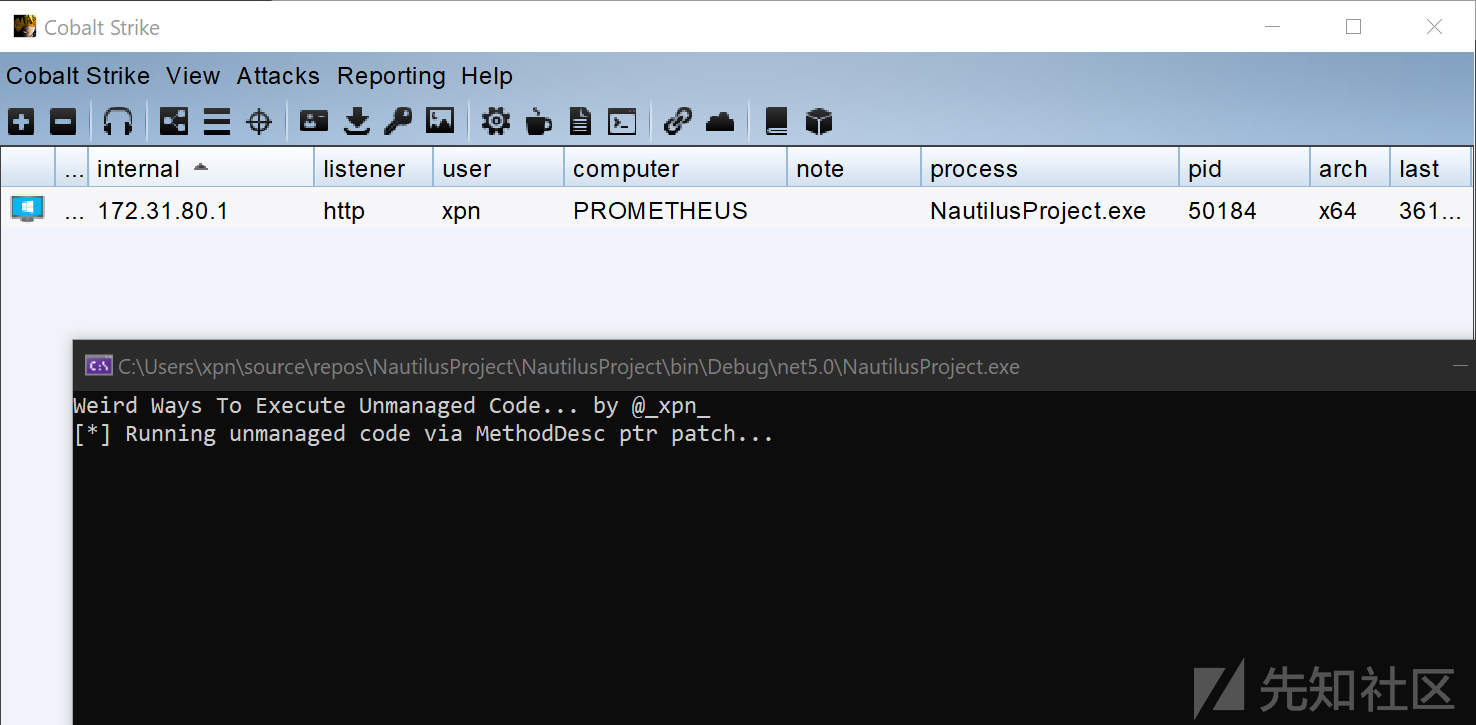 Cobalt Strike
Cobalt Strike View Attacks Reporting Help
... internal listener user computer note process pid arch last
... 172.31.80.1 http xpn PROMETHEUS NautilusProject.exe 50184 x64 361...
C:\Users\xpn\source\repos\NautilusProject\NautilusProject\bin\Debug\net5.0\NautilusProject.exe
Weird Ways To Execute Unmanaged Code... by @_xpn_
[*] Running unmanaged code via MethodDesc ptr patch...
先知社区